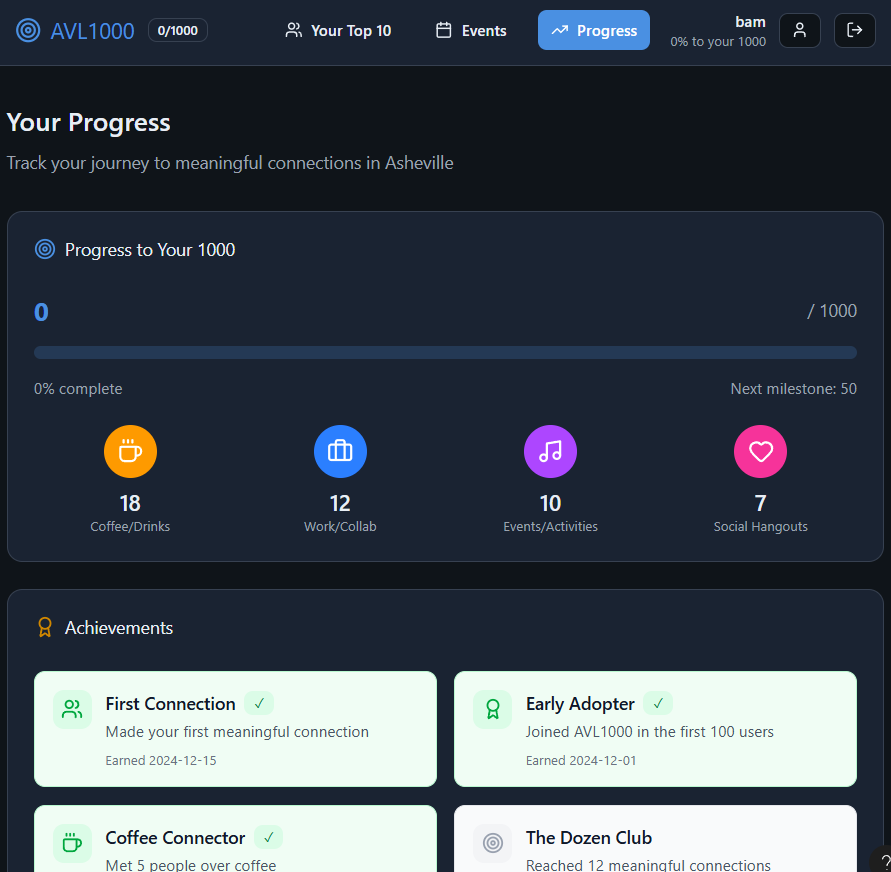 AVL1000 0/1000 Your Top 10 Events Progress bam
0% to your 1000
Your Progress
Track your journey to meaningful connections in Asheville
Progress to Your 1000
0 / 1000
0% complete Next milestone: 50
18 12 10 7
Coffee/Drinks Work/Collab Events/Activities Social Hangouts
Achievements
First Connection ✓
Made your first meaningful connection
Earned 2024-12-15
Early Adopter ✓
Joined AVL1000 in the first 100 users
Earned 2024-12-01
Coffee Connector ✓
Met 5 people over coffee
The Dozen Club
Reached 12 meaningful connections
?